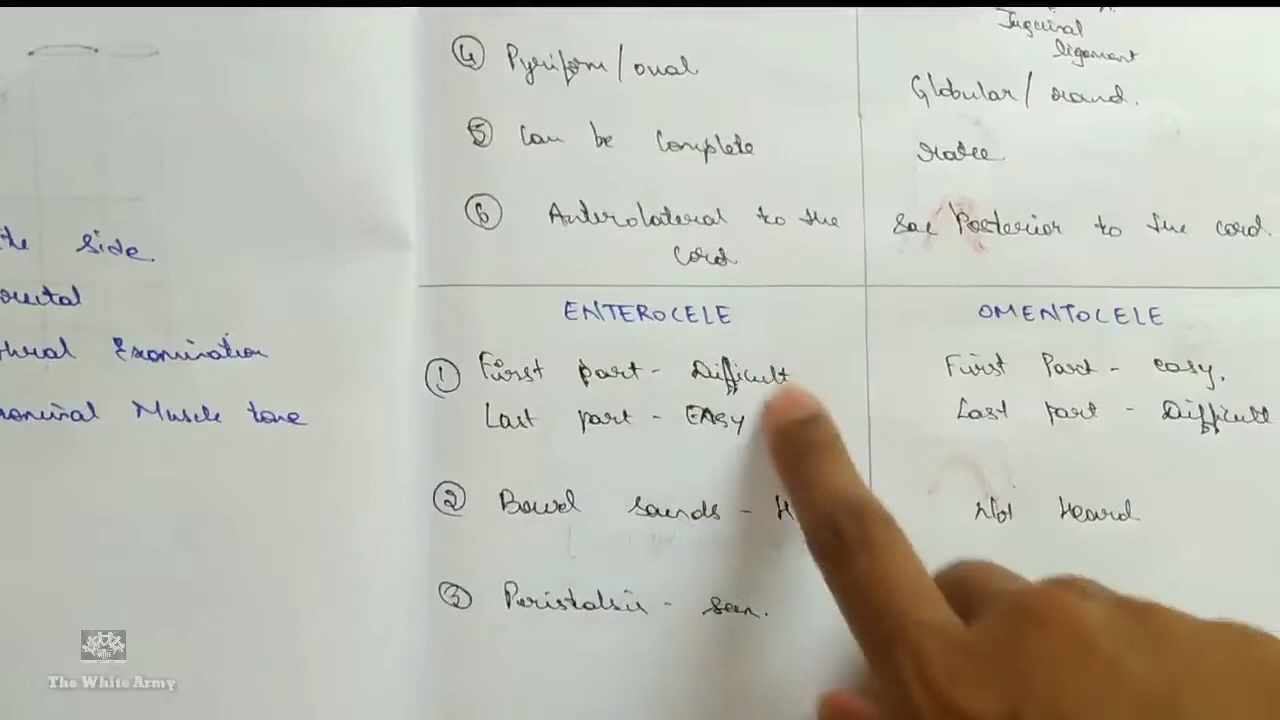 the side.
thral Examination
Muscle tone
④ Pyriform / oval
⑤ Can be Complete
⑥ Anterolateral to the
cord
ligament
Globular / round.
rare.
Sac Posterior to the cord.
ENTEROCELE
① First part - Difficult
Last part - EASy
② Bowel sounds - H
③ Peristalsis - seen.
OMENTOCELE
First Part - easy.
Last part - Difficult
Not Heard
The White Army